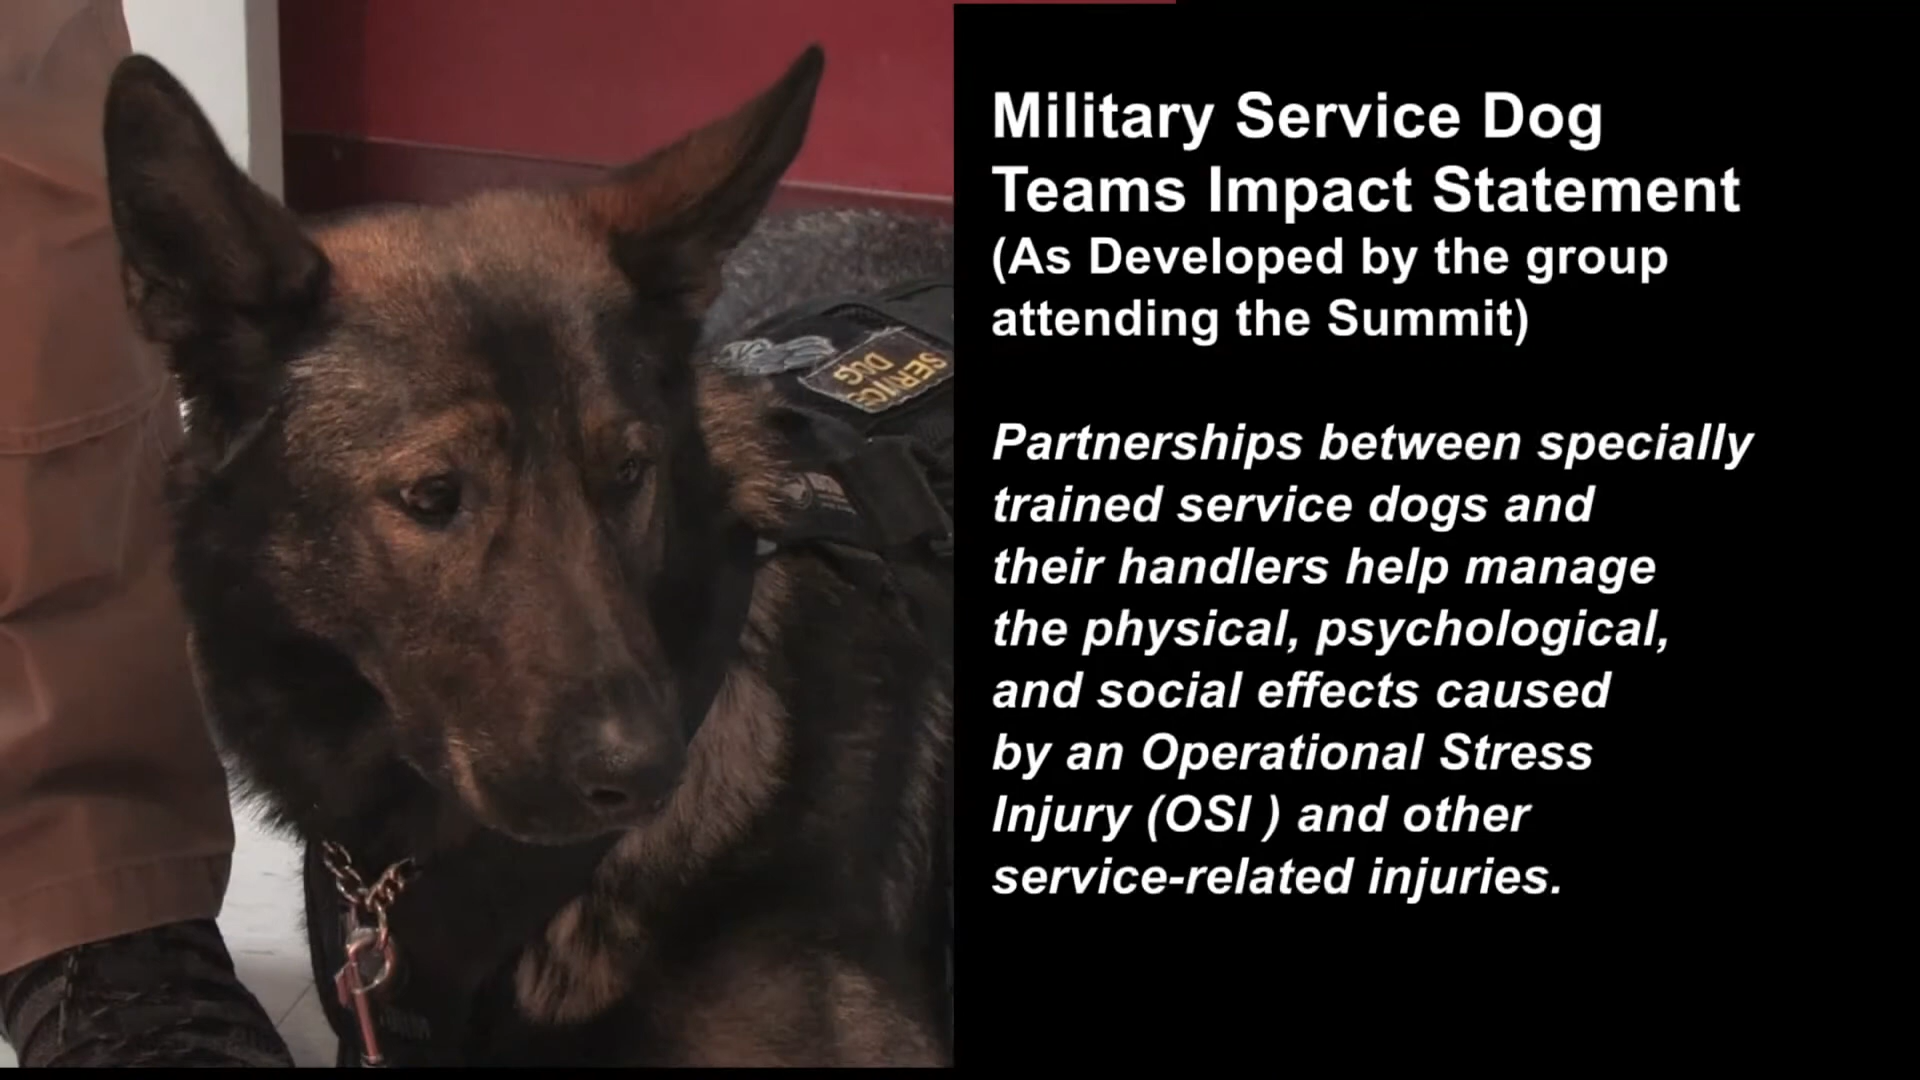 Military Service Dog
Teams Impact Statement
(As Developed by the group
attending the Summit)
Partnerships between specially
trained service dogs and
their handlers help manage
the physical, psychological,
and social effects caused
by an Operational Stress
Injury (OSI ) and other
service-related injuries.
SERVICE
DOG